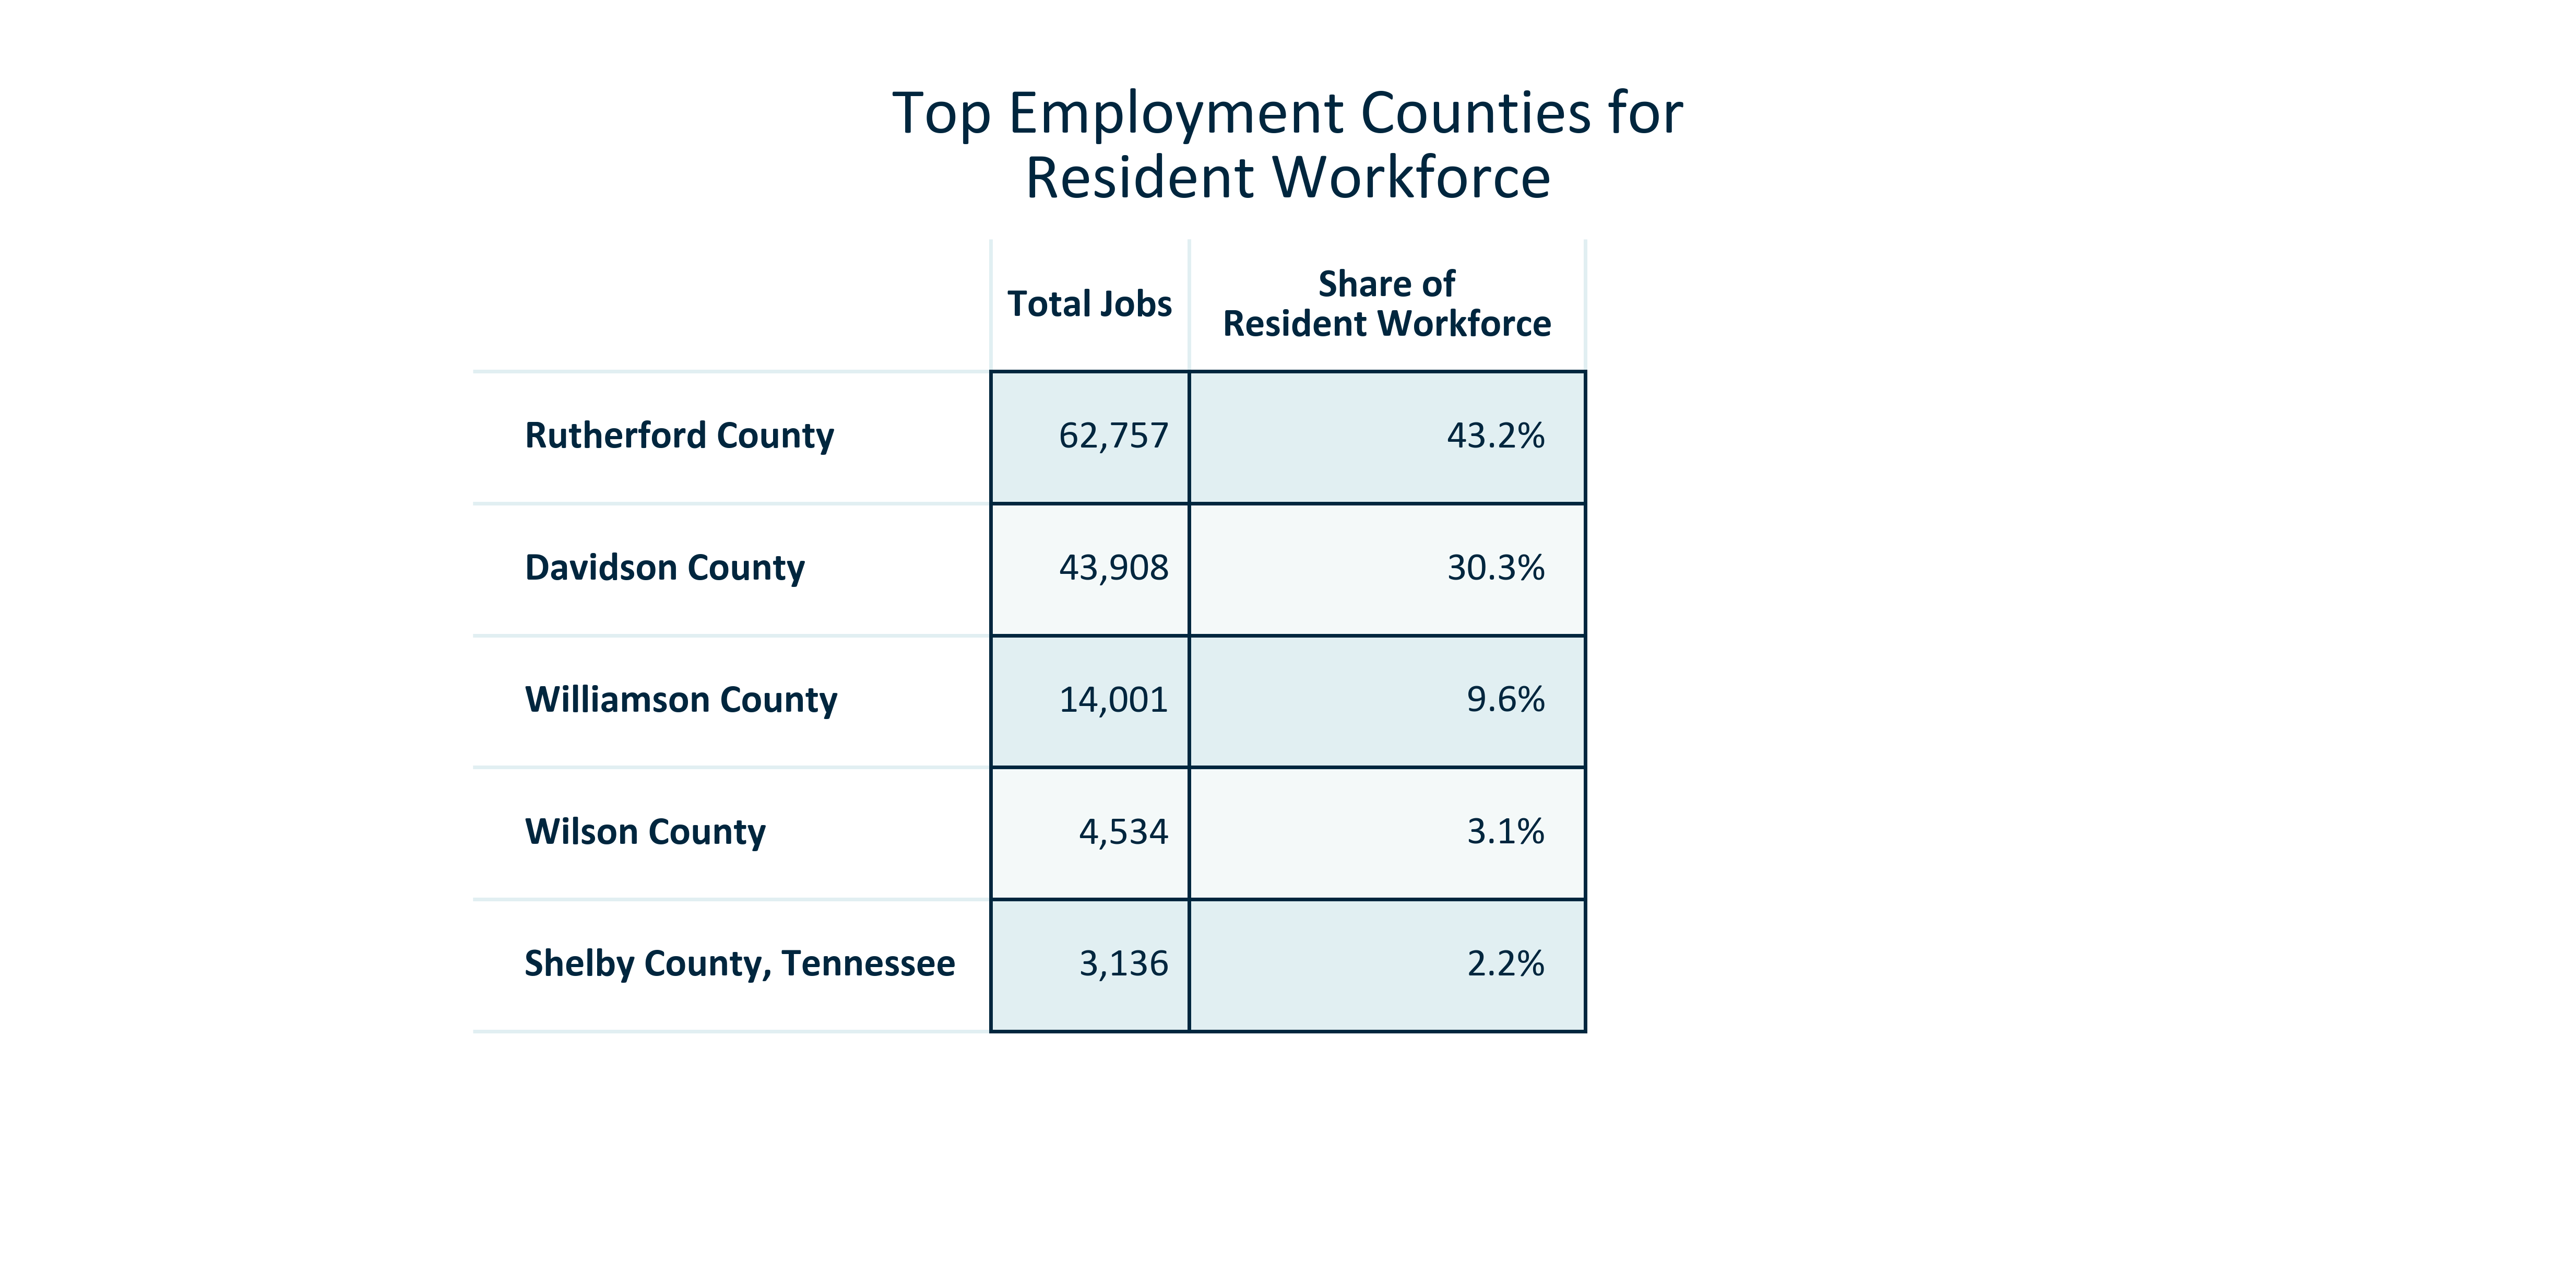 Top Employment Counties for
Resident Workforce
Total Jobs
Share of
Resident Workforce
Rutherford County 62,757 43.2%
Davidson County 43,908 30.3%
Williamson County 14,001 9.6%
Wilson County 4,534 3.1%
Shelby County, Tennessee 3,136 2.2%